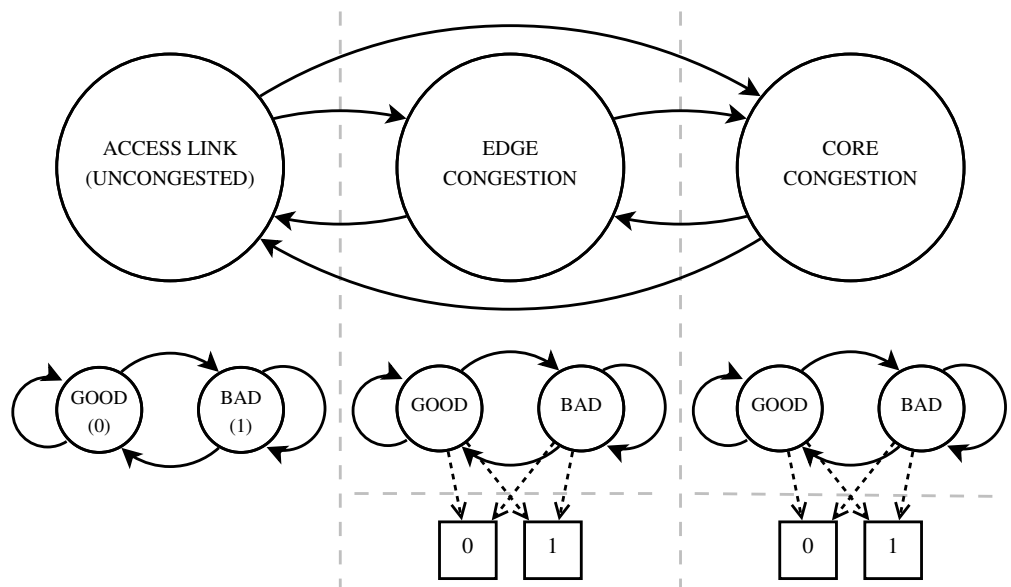 ACCESS LINK
(UNCONGESTED)
EDGE
CONGESTION
CORE
CONGESTION
GOOD
(0)
BAD
(1)
GOOD
BAD
0
1
GOOD
BAD
0
1